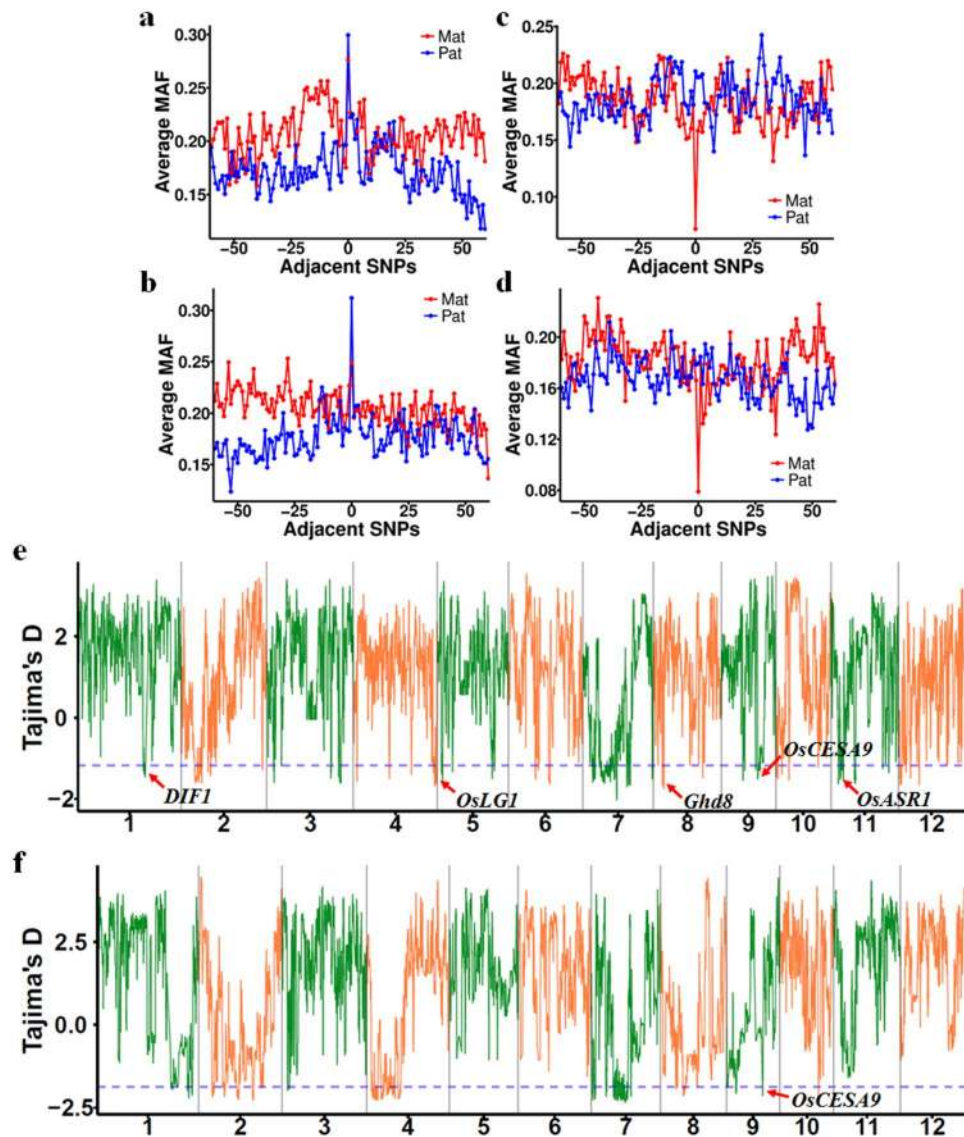 a
0.30
0.25
0.20
0.15
Average MAF
Mat
Pat
−50 −25 0 25 50
Adjacent SNPs
c
0.25
0.20
0.15
0.10
Average MAF
Mat
Pat
−50 −25 0 25 50
Adjacent SNPs
b
0.30
0.25
0.20
0.15
Average MAF
Mat
Pat
−50 −25 0 25 50
Adjacent SNPs
d
0.20
0.16
0.12
0.08
Average MAF
Mat
Pat
−50 −25 0 25 50
Adjacent SNPs
e
Tajima's D
2
0
−2
DIF1
OsLG1
Ghd8
OsCESA9
OsASR1
1 2 3 4 5 6 7 8 9 10 11 12
f
Tajima's D
2.5
0.0
−2.5
OsCESA9
1 2 3 4 5 6 7 8 9 10 11 12